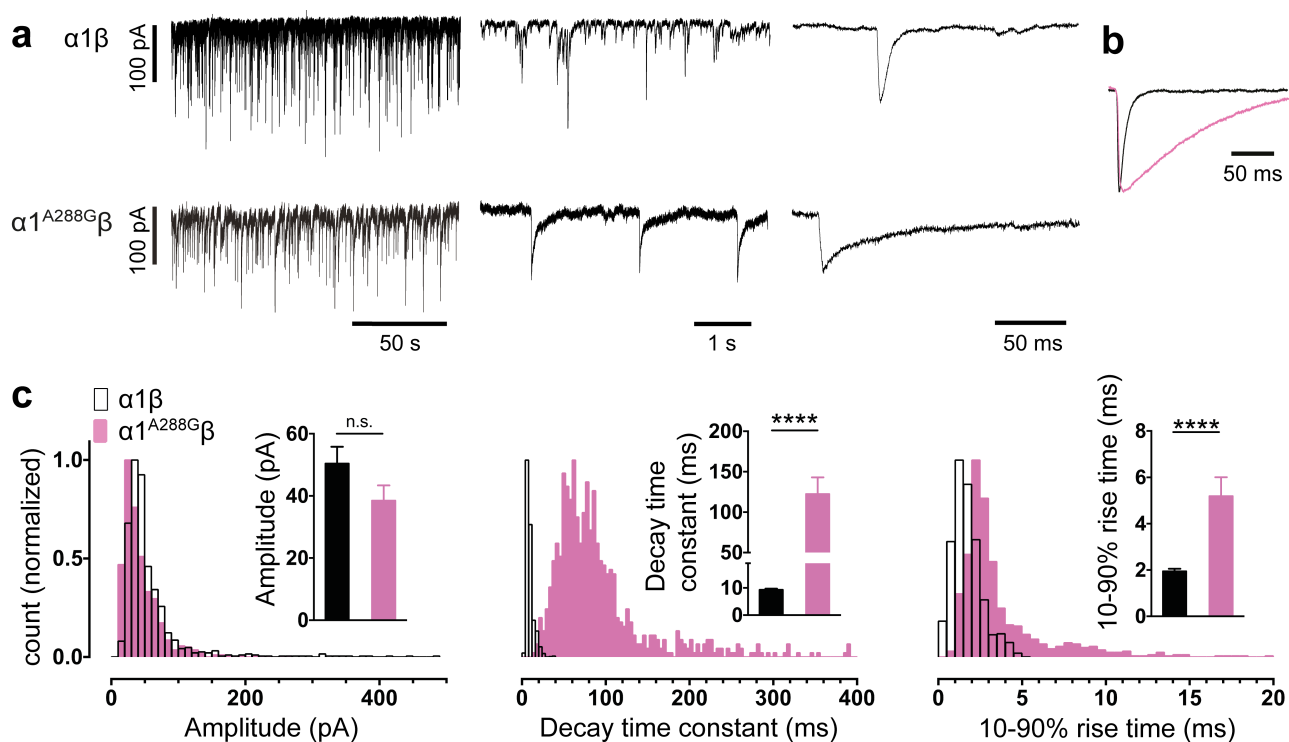 a
α1β
100 pA
b
50 ms
α1A288Gβ
100 pA
50 s
1 s
50 ms
c
α1β
α1A288Gβ
count (normalized)
1.0
0.5
0.0
0
200
400
Amplitude (pA)
Amplitude (pA)
60
40
20
0
n.s.
0
100
200
300
400
Decay time constant (ms)
Decay time
constant (ms)
200
150
100
50
10
0
****
0
5
10
15
20
10-90% rise time (ms)
10-90% rise time (ms)
8
6
4
2
0
****